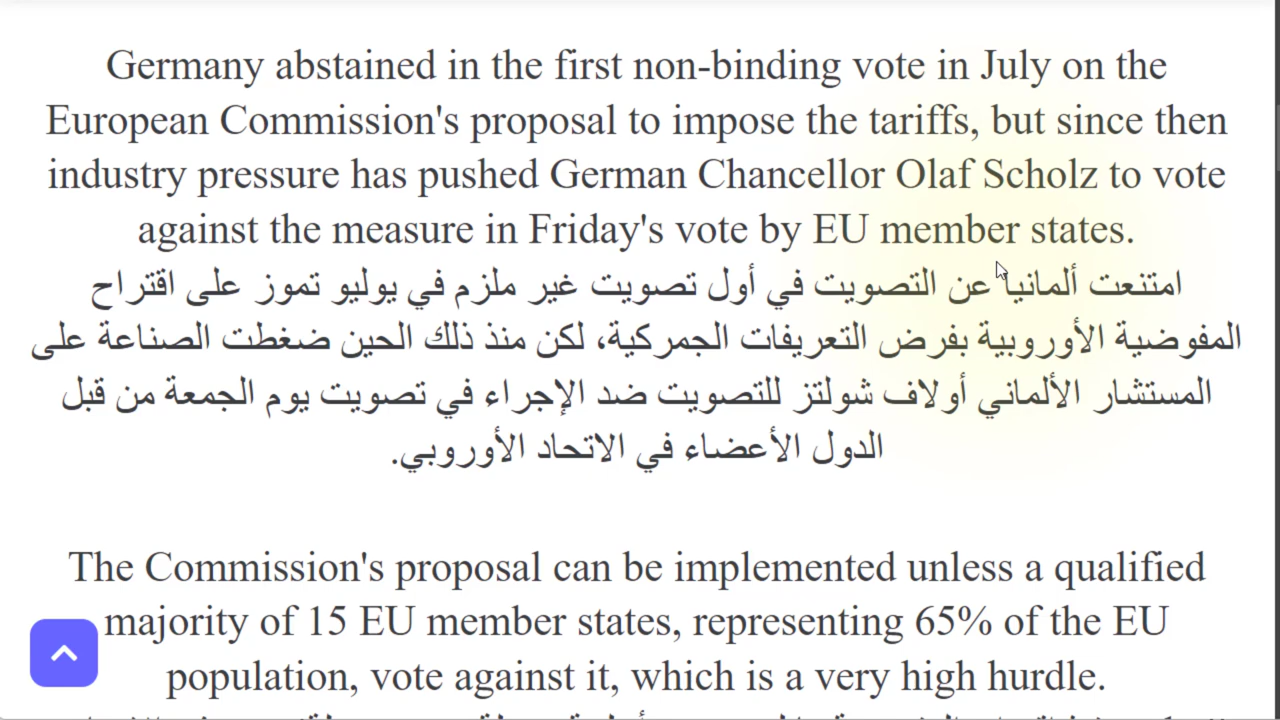 Germany abstained in the first non-binding vote in July on the
European Commission's proposal to impose the tariffs, but since then
industry pressure has pushed German Chancellor Olaf Scholz to vote
against the measure in Friday's vote by EU member states.
امتنعت ألمانيا عن التصويت في أول تصويت غير ملزم في يوليو تموز على اقتراح
المفوضية الأوروبية بفرض التعريفات الجمركية، لكن منذ ذلك الحين ضغطت الصناعة على
المستشار الألماني أولاف شولتز للتصويت ضد الإجراء في تصويت يوم الجمعة من قبل
الدول الأعضاء في الاتحاد الأوروبي.
The Commission's proposal can be implemented unless a qualified
majority of 15 EU member states, representing 65% of the EU
population, vote against it, which is a very high hurdle.